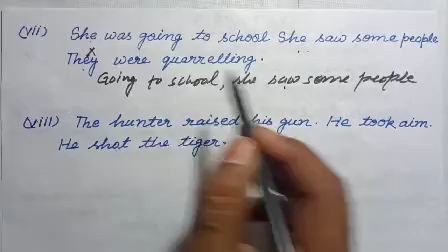 (vii) She was going to school She saw some people
They were quarrelling.
Going to school, she saw some people
(viii) The hunter raised his gun. He took aim.
He shot the tiger.